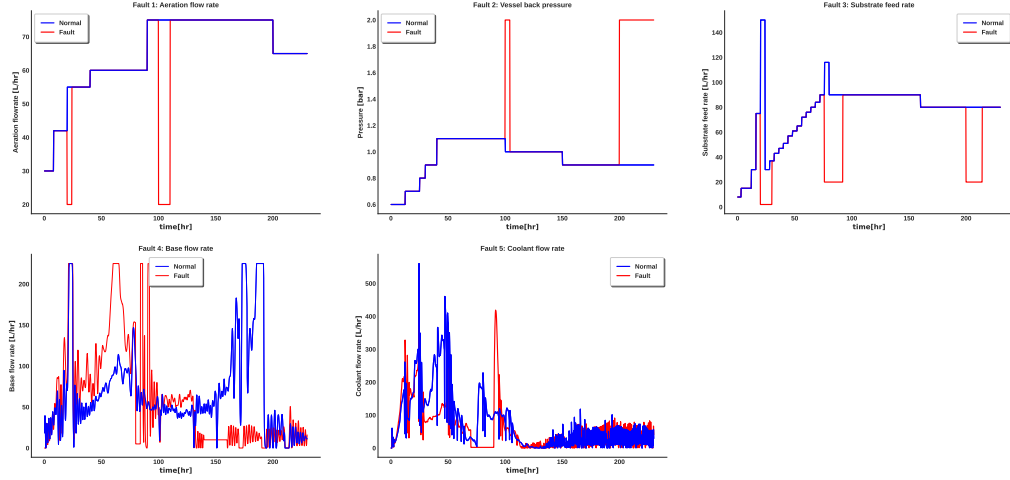 Fault 1: Aeration flow rate
Normal
Fault
Aeration flowrate [L/hr]
70
60
50
40
30
20
0
50
100
150
200
time[hr]
Fault 2: Vessel back pressure
Normal
Fault
Pressure [bar]
2.0
1.8
1.6
1.4
1.2
1.0
0.8
0.6
0
50
100
150
200
time[hr]
Fault 3: Substrate feed rate
Normal
Fault
Substrate feed rate [L/hr]
140
120
100
80
60
40
20
0
0
50
100
150
200
time[hr]
Fault 4: Base flow rate
Normal
Fault
Base flow rate [L/hr]
200
150
100
50
0
0
50
100
150
200
time[hr]
Fault 5: Coolant flow rate
Normal
Fault
Coolant flow rate [L/hr]
500
400
300
200
100
0
0
50
100
150
200
time[hr]